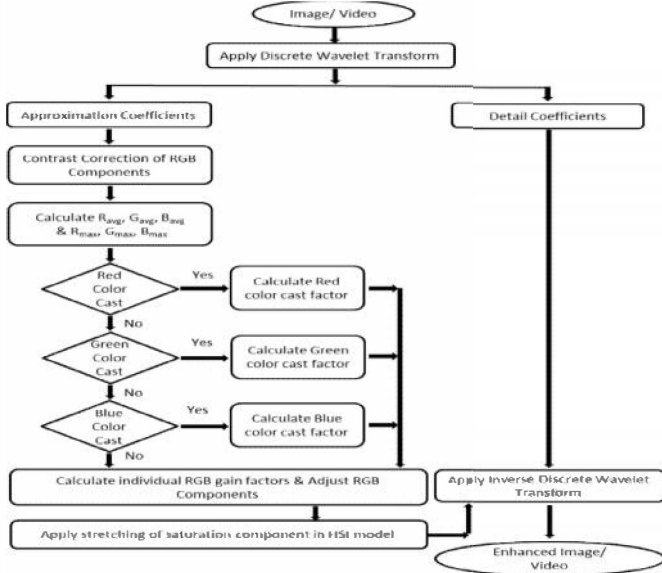 Image/ Video
Apply Discrete Wavelet Transform
Approximation Coefficients
Detail Coefficients
Contrast Correction of RGB
Components
Calculate Ravg, Gavg, Bavg
& Rmax, Gmax, Bmax
Red
Color
Cast
Yes
Calculate Red
color cast factor
No
Green
Color
Cast
Yes
Calculate Green
color cast factor
No
Blue
Color
Cast
Yes
Calculate Blue
color cast factor
No
Calculate individual RGB gain factors & Adjust RGB
Components
Apply Inverse Discrete Wavelet
Transform
Apply stretching of saturation component in HSI model
Enhanced Image/
Video